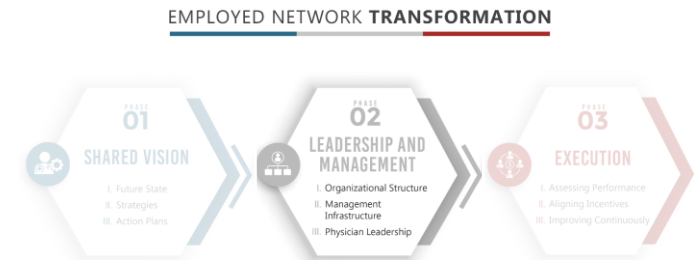 EMPLOYED NETWORK TRANSFORMATION
PHASE
01
SHARED VISION
I. Future State
II. Strategies
III. Action Plans
PHASE
02
LEADERSHIP AND
MANAGEMENT
I. Organizational Structure
II. Management
Infrastructure
III. Physician Leadership
PHASE
03
EXECUTION
I. Assessing Performance
II. Aligning Incentives
III. Improving Continuously